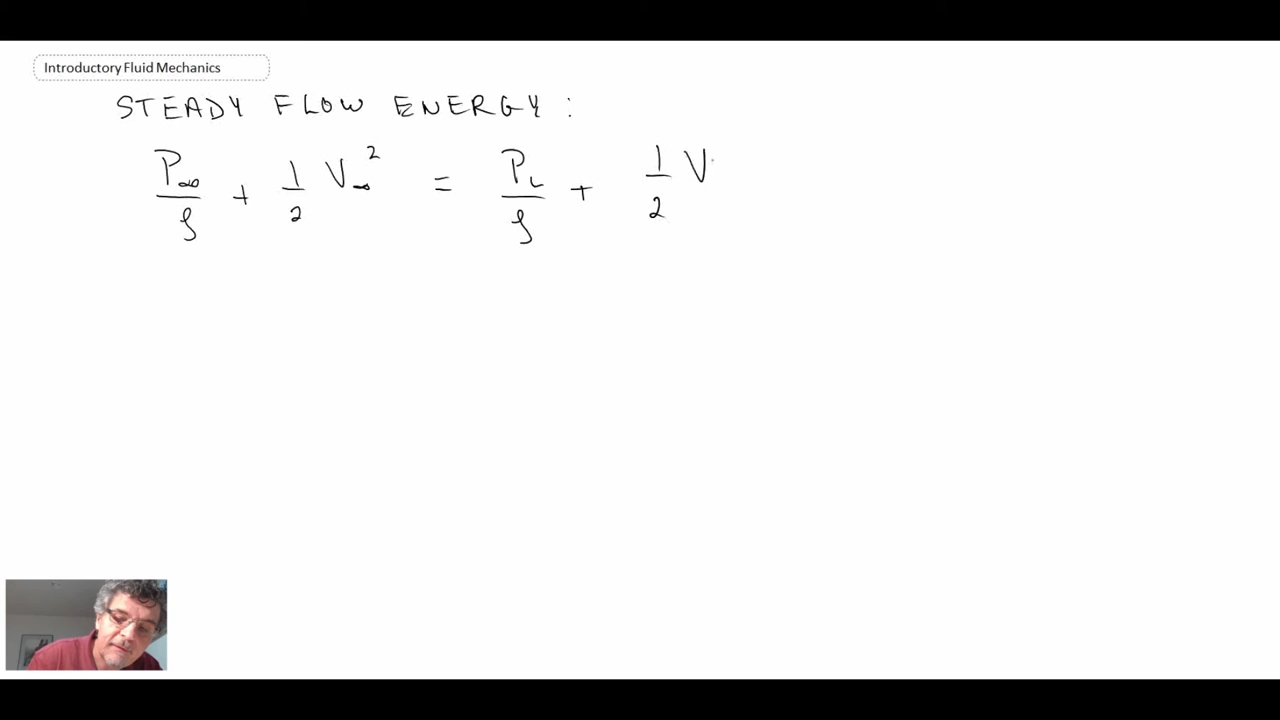 Introductory Fluid Mechanics
STEADY FLOW ENERGY:
P∞/ρ + 1/2 V∞² = P_L/ρ + 1/2 V